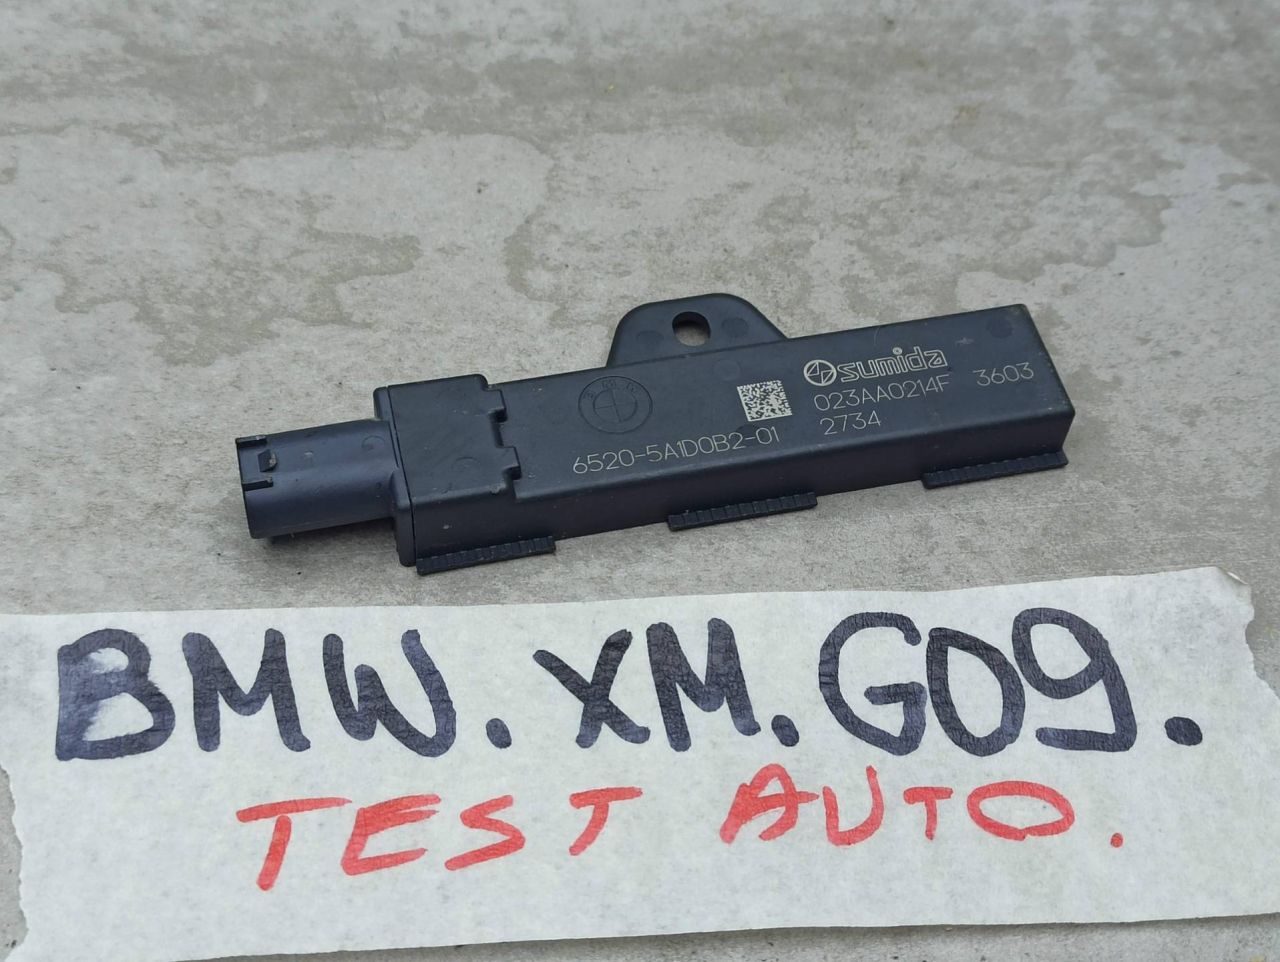 sumida
023AA0214F 3603
6520-5A1D0B2-01 2734
BMW. XM. G09.
TEST AUTO.